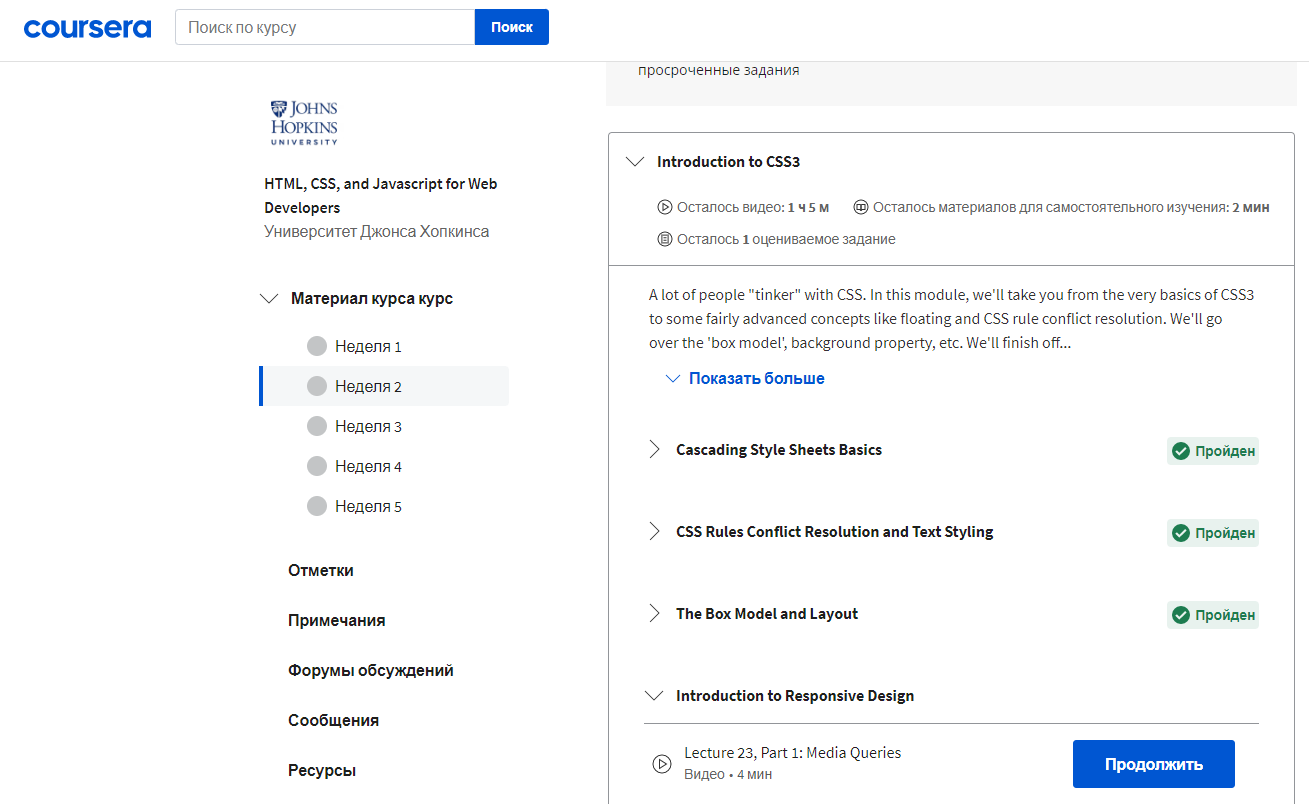 coursera
Поиск по курсу
Поиск
просроченные задания
JOHNS
HOPKINS
UNIVERSITY
HTML, CSS, and Javascript for Web
Developers
Университет Джонса Хопкинса
Материал курса курс
Неделя 1
Неделя 2
Неделя 3
Неделя 4
Неделя 5
Отметки
Примечания
Форумы обсуждений
Сообщения
Ресурсы
Introduction to CSS3
Осталось видео: 1 ч 5 м
Осталось материалов для самостоятельного изучения: 2 мин
Осталось 1 оцениваемое задание
A lot of people "tinker" with CSS. In this module, we'll take you from the very basics of CSS3
to some fairly advanced concepts like floating and CSS rule conflict resolution. We'll go
over the 'box model', background property, etc. We'll finish off...
Показать больше
Cascading Style Sheets Basics
Пройден
CSS Rules Conflict Resolution and Text Styling
Пройден
The Box Model and Layout
Пройден
Introduction to Responsive Design
Lecture 23, Part 1: Media Queries
Видео • 4 мин
Продолжить